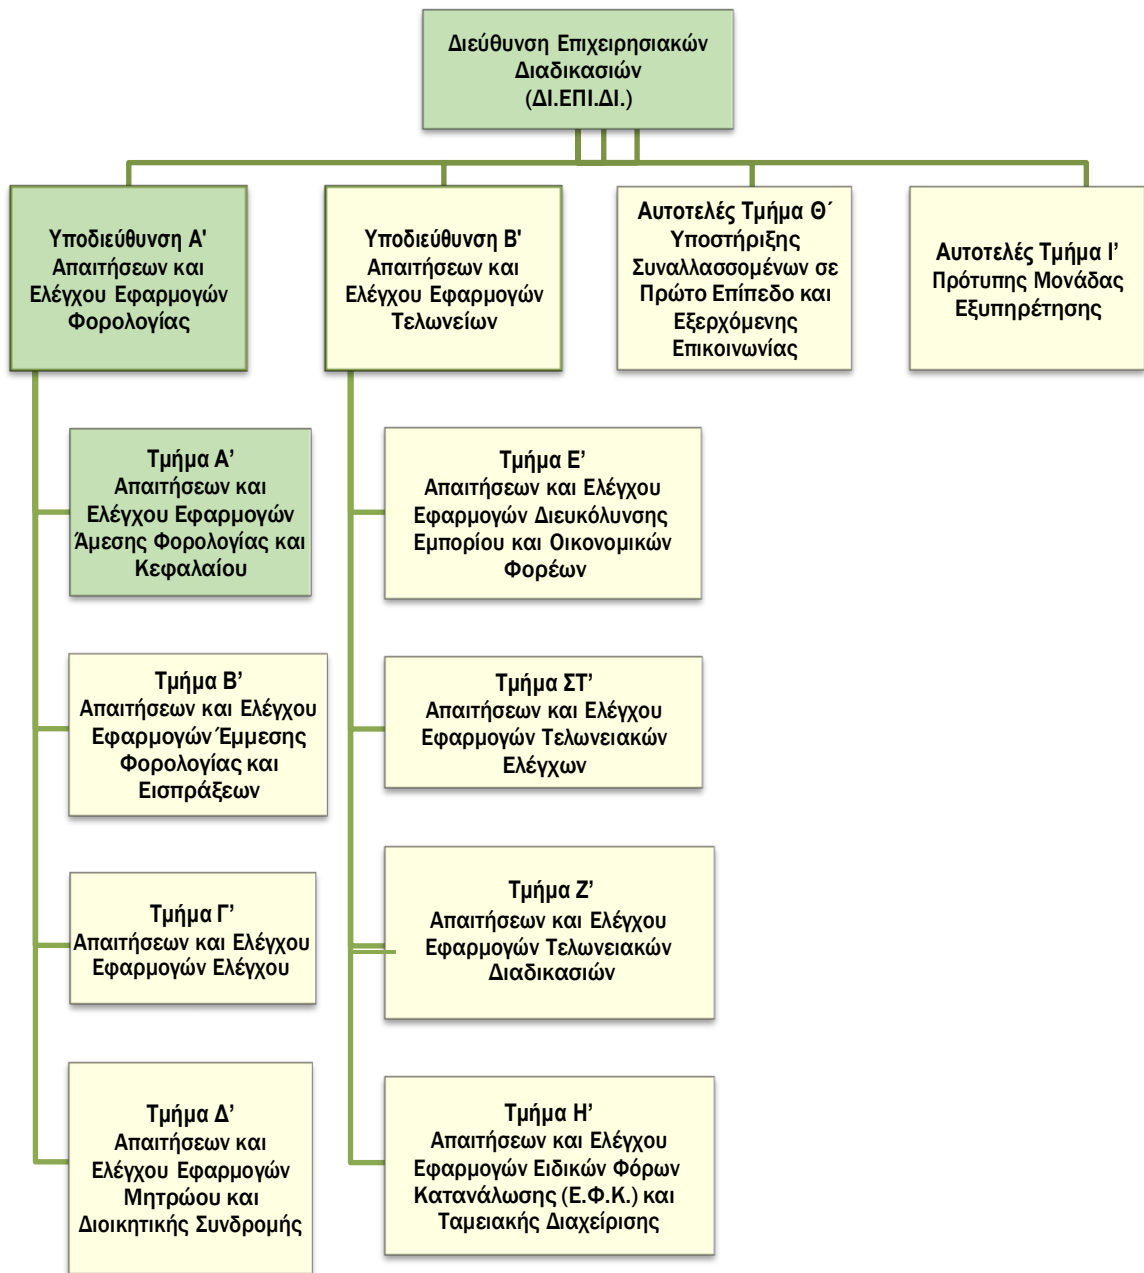 Διεύθυνση Επιχειρησιακών
Διαδικασιών
(ΔΙ.ΕΠΙ.ΔΙ.)
Υποδιεύθυνση Α'
Απαιτήσεων και
Ελέγχου Εφαρμογών
Φορολογίας
Υποδιεύθυνση Β'
Απαιτήσεων και
Ελέγχου Εφαρμογών
Τελωνείων
Αυτοτελές Τμήμα Θ΄
Υποστήριξης
Συναλλασσομένων σε
Πρώτο Επίπεδο και
Εξερχόμενης
Επικοινωνίας
Αυτοτελές Τμήμα Ι’
Πρότυπης Μονάδας
Εξυπηρέτησης
Τμήμα Α’
Απαιτήσεων και
Ελέγχου Εφαρμογών
Άμεσης Φορολογίας και
Κεφαλαίου
Τμήμα Β’
Απαιτήσεων και Ελέγχου
Εφαρμογών Έμμεσης
Φορολογίας και
Εισπράξεων
Τμήμα Γ’
Απαιτήσεων και Ελέγχου
Εφαρμογών Ελέγχου
Τμήμα Δ’
Απαιτήσεων και
Ελέγχου Εφαρμογών
Μητρώου και
Διοικητικής Συνδρομής
Τμήμα Ε’
Απαιτήσεων και Ελέγχου
Εφαρμογών Διευκόλυνσης
Εμπορίου και Οικονομικών
Φορέων
Τμήμα ΣΤ’
Απαιτήσεων και Ελέγχου
Εφαρμογών Τελωνειακών
Ελέγχων
Τμήμα Ζ’
Απαιτήσεων και Ελέγχου
Εφαρμογών Τελωνειακών
Διαδικασιών
Τμήμα Η’
Απαιτήσεων και Ελέγχου
Εφαρμογών Ειδικών Φόρων
Κατανάλωσης (Ε.Φ.Κ.) και
Ταμειακής Διαχείρισης